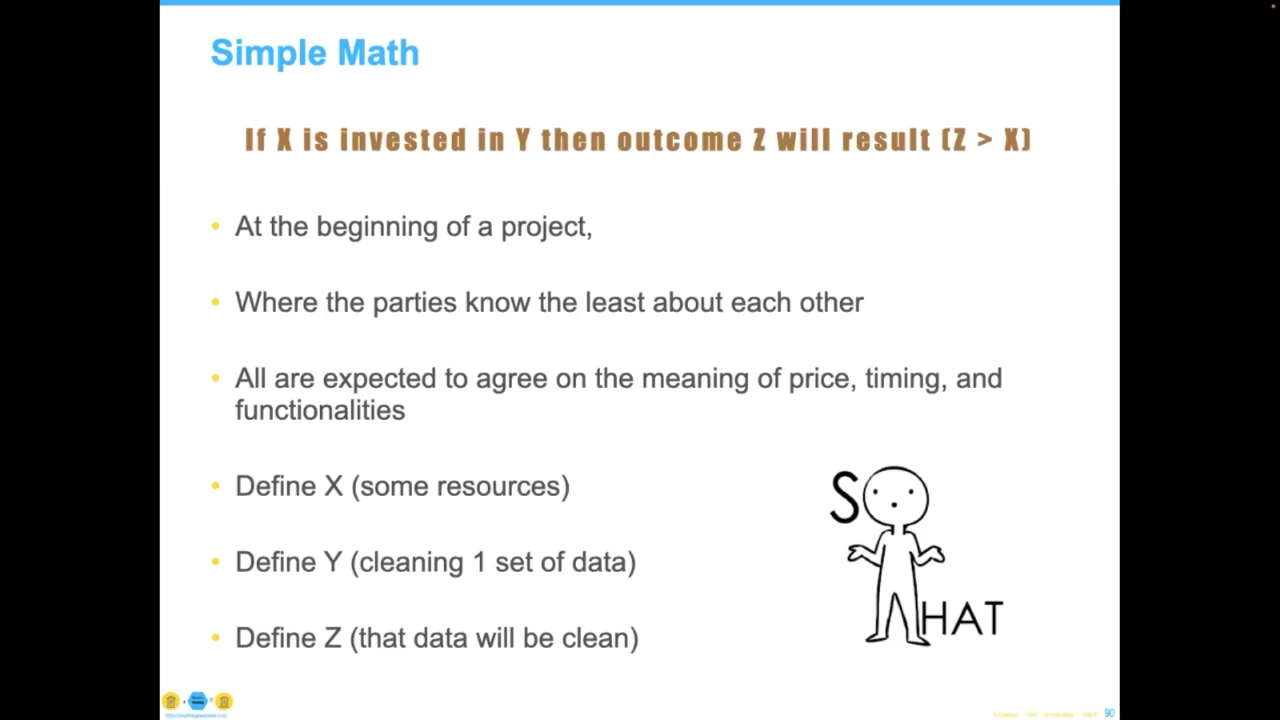 Simple Math
If X is invested in Y then outcome Z will result (Z > X)
• At the beginning of a project,
• Where the parties know the least about each other
• All are expected to agree on the meaning of price, timing, and
functionalities
• Define X (some resources)
• Define Y (cleaning 1 set of data)
• Define Z (that data will be clean)
S
HAT
90